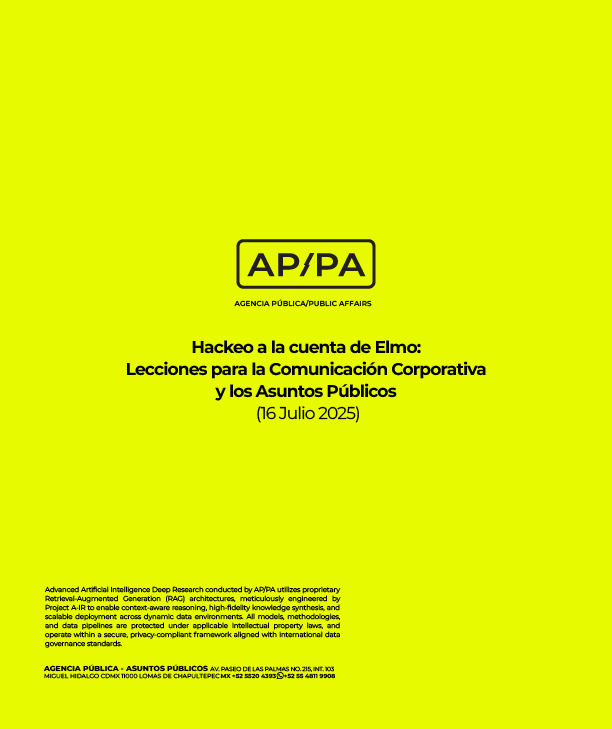 AP/PA
AGENCIA PÚBLICA/PUBLIC AFFAIRS
Hackeo a la cuenta de Elmo:
Lecciones para la Comunicación Corporativa
y los Asuntos Públicos
(16 Julio 2025)
Advanced Artificial Intelligence Deep Research conducted by AP/PA utilizes proprietary
Retrieval-Augmented Generation (RAG) architectures, meticulously engineered by
Project A-IR to enable context-aware reasoning, high-fidelity knowledge synthesis, and
scalable deployment across dynamic data environments. All models, methodologies,
and data pipelines are protected under applicable intellectual property laws, and
operate within a secure, privacy-compliant framework aligned with international data
governance standards.
AGENCIA PÚBLICA - ASUNTOS PÚBLICOS AV. PASEO DE LAS PALMAS NO. 215, INT. 103
MIGUEL HIDALGO CDMX 11000 LOMAS DE CHAPULTEPEC MX +52 5520 4393 +52 55 4811 9908